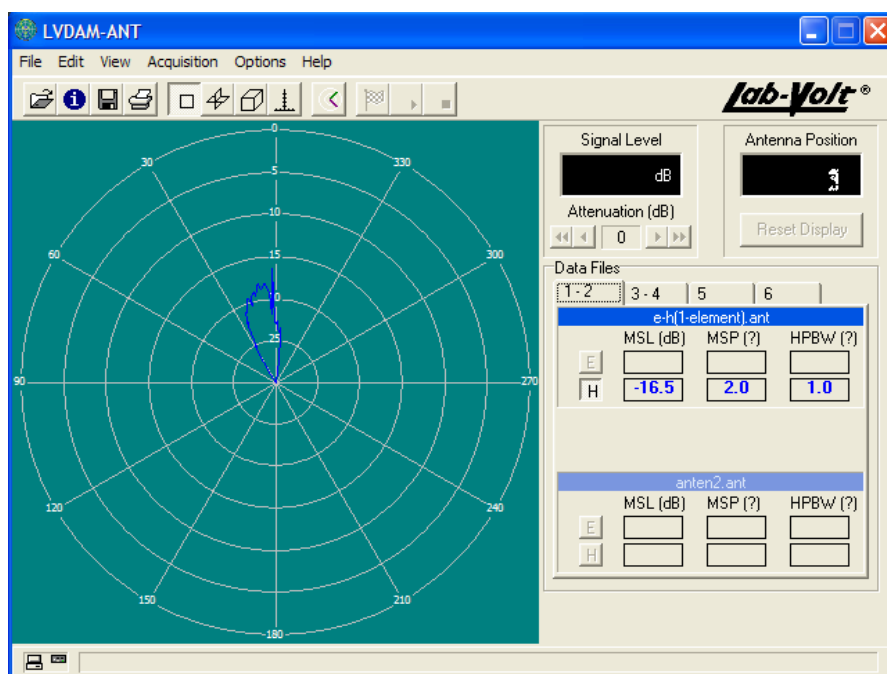 LVDAM-ANT
File Edit View Acquisition Options Help
Lab-Volt ®
0
30 330
5
10
60 15 300
20
25
90 270
120 240
150 210
180
Signal Level
dB
Attenuation (dB)
0
Antenna Position
Reset Display
Data Files
1 - 2 3 - 4 5 6
e-h(1-element).ant
MSL (dB) MSP (?) HPBW (?)
E
H -16.5 2.0 1.0
anten2.ant
MSL (dB) MSP (?) HPBW (?)
E
H